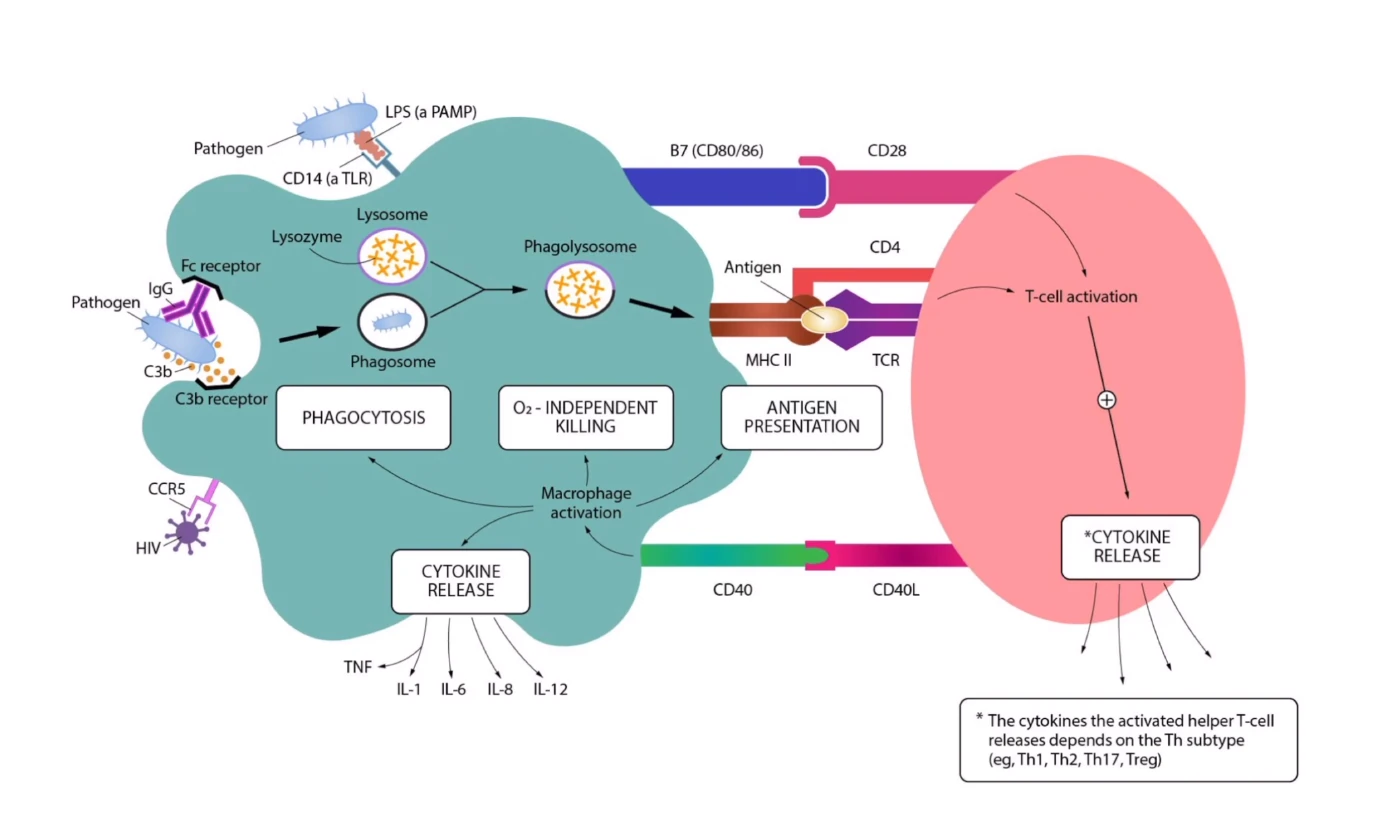 LPS (a PAMP)
Pathogen
CD14 (a TLR)
B7 (CD80/86)
CD28
Lysosome
Lysozyme
Phagolysosome
CD4
Fc receptor
Antigen
IgG
Pathogen
T-cell activation
C3b
Phagosome
MHC II
TCR
C3b receptor
PHAGOCYTOSIS
O₂ - INDEPENDENT
KILLING
ANTIGEN
PRESENTATION
CCR5
HIV
Macrophage
activation
+
*CYTOKINE
RELEASE
CYTOKINE
RELEASE
CD40
CD40L
TNF
IL-1
IL-6
IL-8
IL-12
* The cytokines the activated helper T-cell
releases depends on the Th subtype
(eg, Th1, Th2, Th17, Treg)